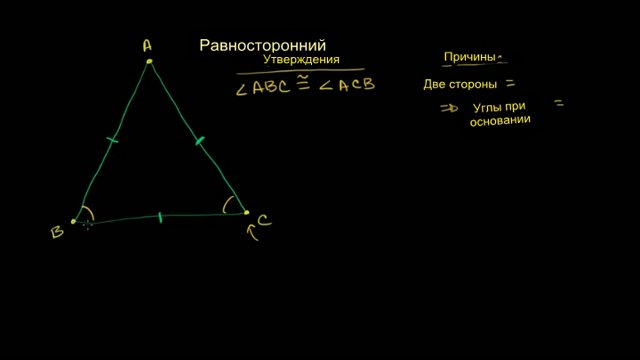 A
Равносторонний
Утверждения
∠ABC ≅ ∠ACB
Причины
Две стороны =
⇒ Углы при основании =
B
C